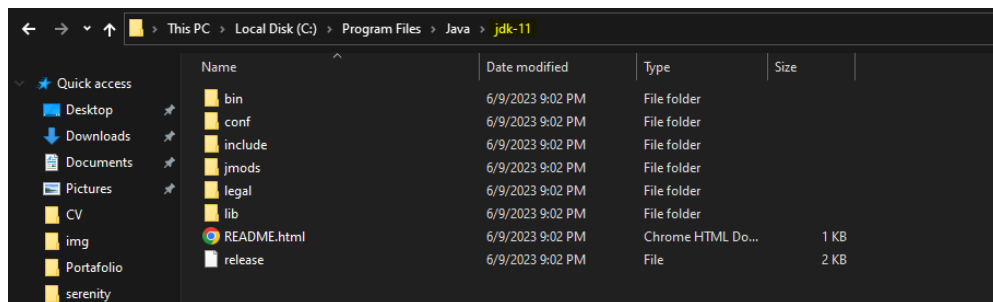 This PC > Local Disk (C:) > Program Files > Java > jdk-11
Name Date modified Type Size
Quick access
Desktop
Downloads
Documents
Pictures
CV
img
Portafolio
serenity
bin 6/9/2023 9:02 PM File folder
conf 6/9/2023 9:02 PM File folder
include 6/9/2023 9:02 PM File folder
jmods 6/9/2023 9:02 PM File folder
legal 6/9/2023 9:02 PM File folder
lib 6/9/2023 9:02 PM File folder
README.html 6/9/2023 9:02 PM Chrome HTML Do... 1 KB
release 6/9/2023 9:02 PM File 2 KB